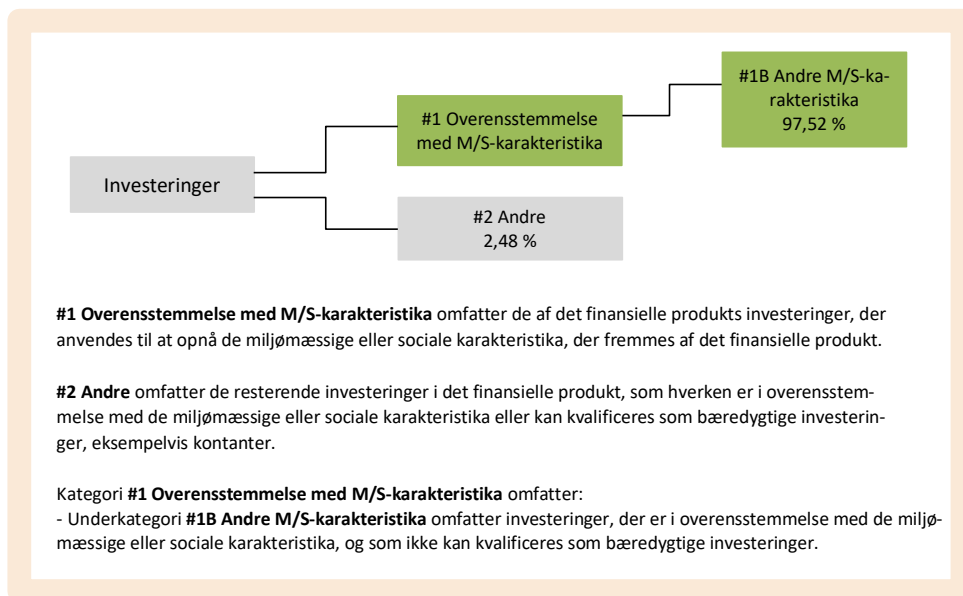 #1B Andre M/S-ka-
rakteristika
97,52 %
#1 Overensstemmelse
med M/S-karakteristika
Investeringer
#2 Andre
2,48 %
#1 Overensstemmelse med M/S-karakteristika omfatter de af det finansielle produkts investeringer, der
anvendes til at opnå de miljømæssige eller sociale karakteristika, der fremmes af det finansielle produkt.
#2 Andre omfatter de resterende investeringer i det finansielle produkt, som hverken er i overensstem-
melse med de miljømæssige eller sociale karakteristika eller kan kvalificeres som bæredygtige investerin-
ger, eksempelvis kontanter.
Kategori #1 Overensstemmelse med M/S-karakteristika omfatter:
- Underkategori #1B Andre M/S-karakteristika omfatter investeringer, der er i overensstemmelse med de miljø-
mæssige eller sociale karakteristika, og som ikke kan kvalificeres som bæredygtige investeringer.